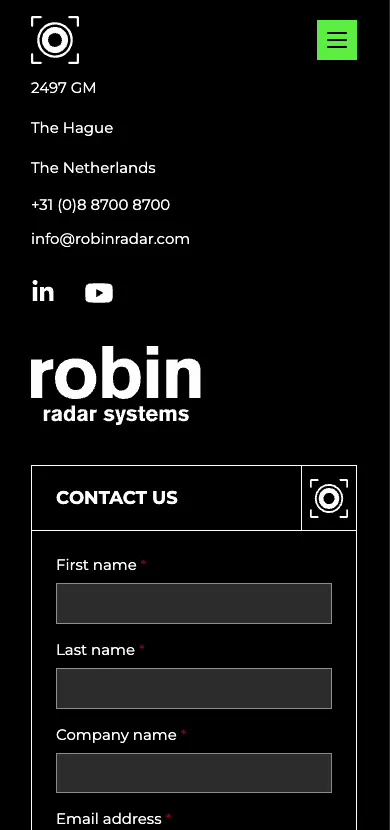 2497 GM
The Hague
The Netherlands
+31 (0)8 8700 8700
info@robinradar.com
in
robin
radar systems
CONTACT US
First name *
Last name *
Company name *
Email address *